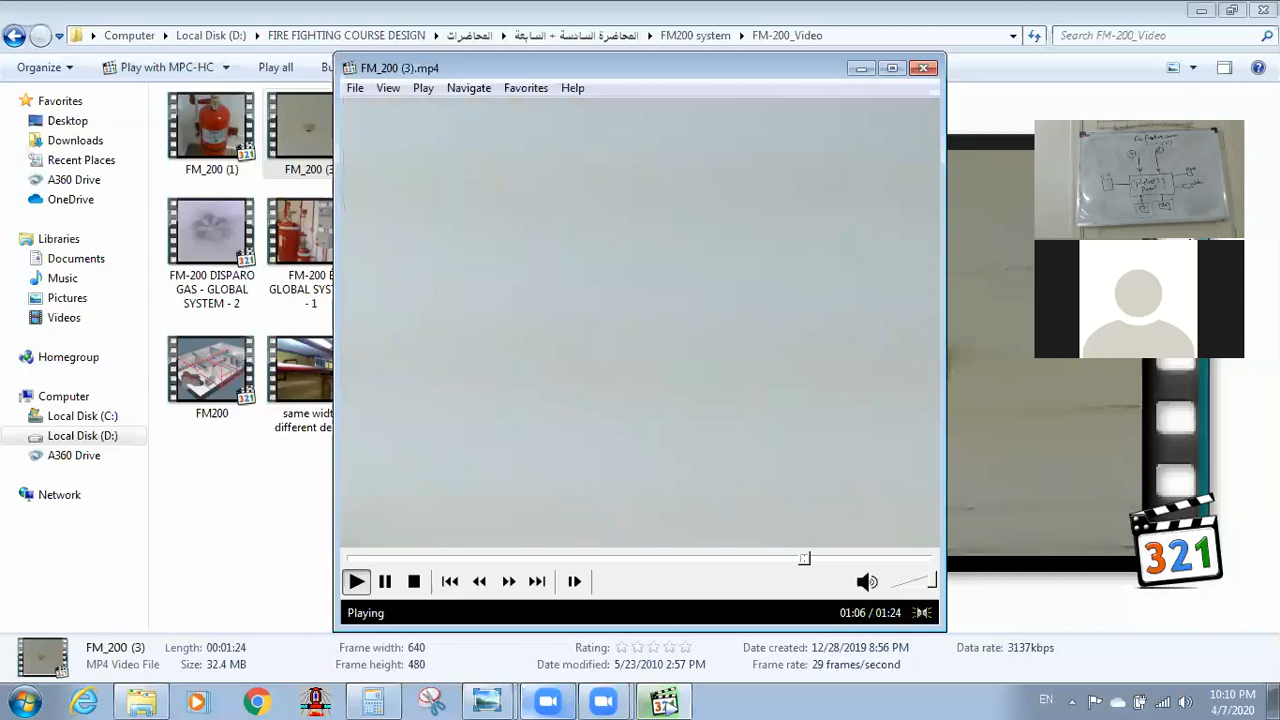 Computer
Local Disk (D:)
FIRE FIGHTING COURSE DESIGN
المحاضرات
المحاضرة السادسة + السابعة
FM200 system
FM-200_Video
Search FM-200_Video
Organize
Play with MPC-HC
Play all
Bu
FM_200 (3).mp4
File
View
Play
Navigate
Favorites
Help
Favorites
Desktop
Downloads
Recent Places
A360 Drive
OneDrive
Libraries
Documents
Music
Pictures
Videos
Homegroup
Computer
Local Disk (C:)
Local Disk (D:)
A360 Drive
Network
FM_200 (1)
FM_200 (3
FM-200 DISPARO
GAS - GLOBAL
SYSTEM - 2
FM-200 E
GLOBAL SYST
- 1
FM200
same widt
different de
321
Playing
01:06 / 01:24
FM_200 (3)
MP4 Video File
Length: 00:01:24
Size: 32.4 MB
Frame width: 640
Frame height: 480
Rating:
Date modified: 5/23/2010 2:57 PM
Date created: 12/28/2019 8:56 PM
Frame rate: 29 frames/second
Data rate: 3137kbps
EN
10:10 PM
4/7/2020